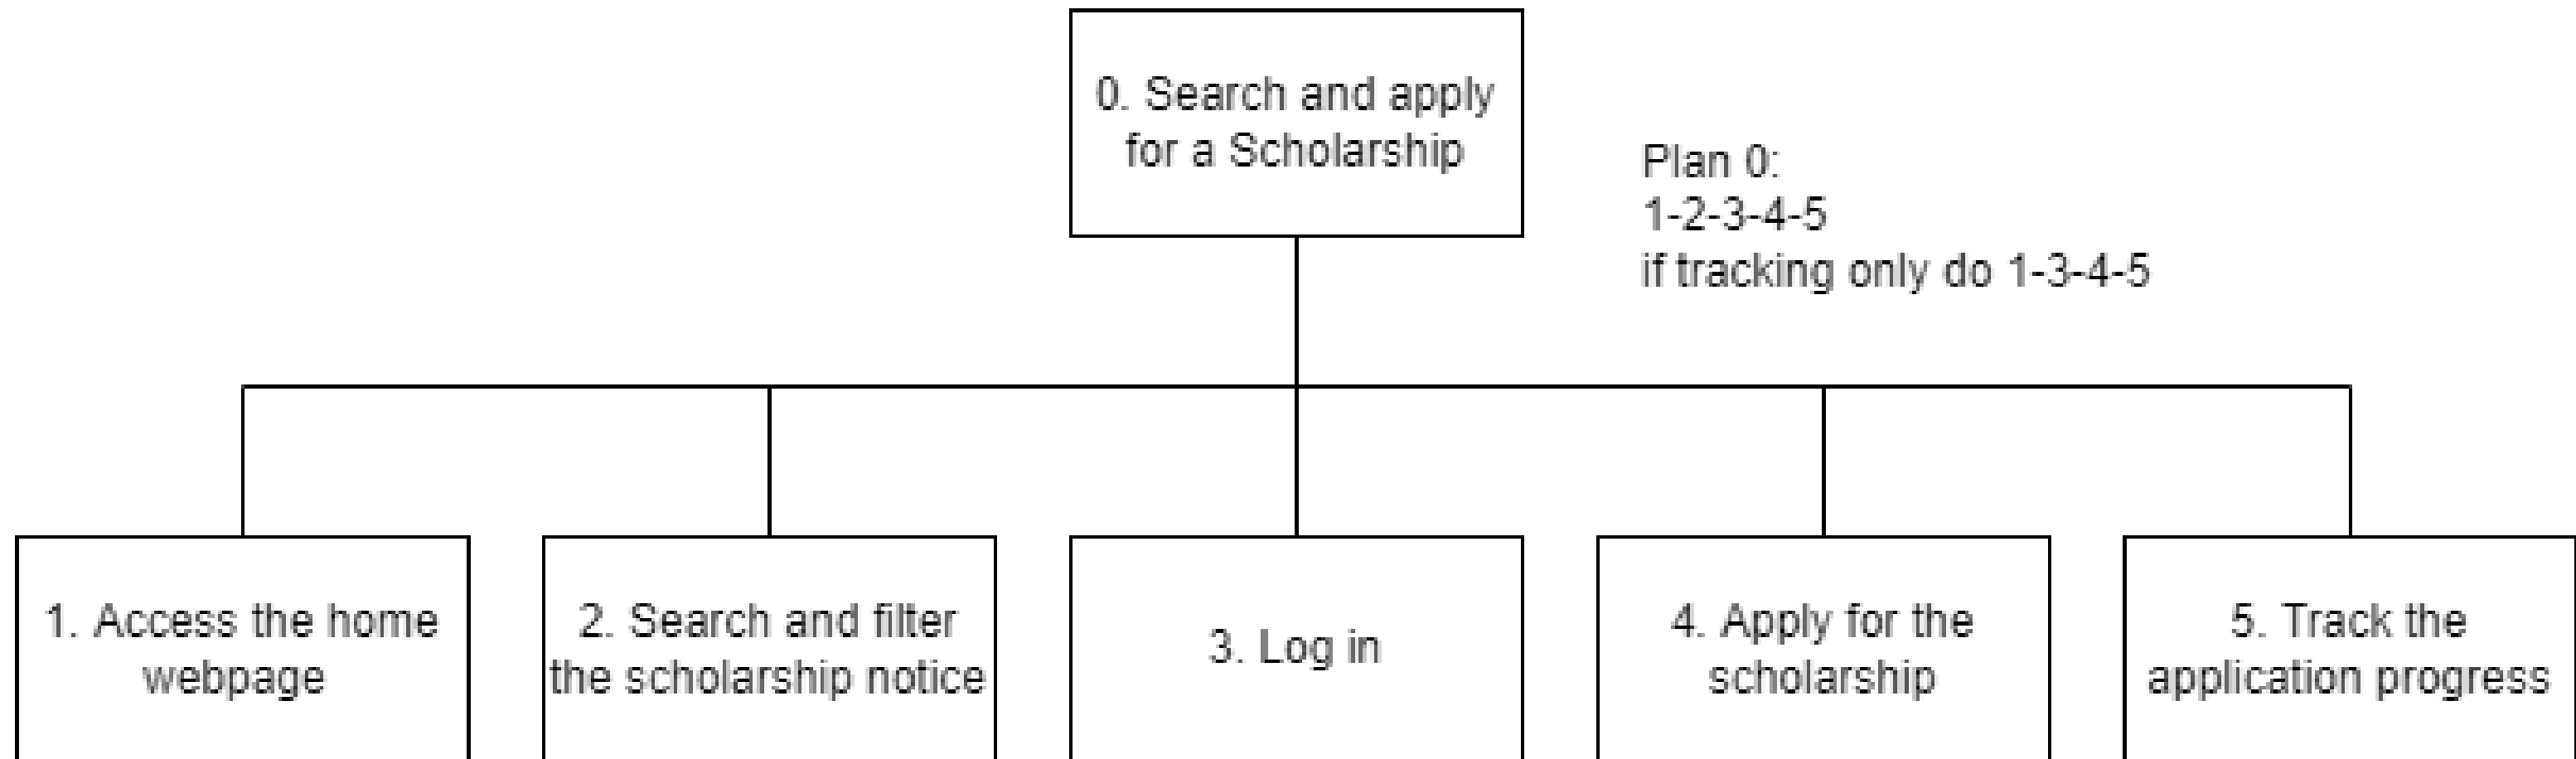 0. Search and apply
for a Scholarship
Plan 0:
1-2-3-4-5
if tracking only do 1-3-4-5
1. Access the home
webpage
2. Search and filter
the scholarship notice
3. Log in
4. Apply for the
scholarship
5. Track the
application progress